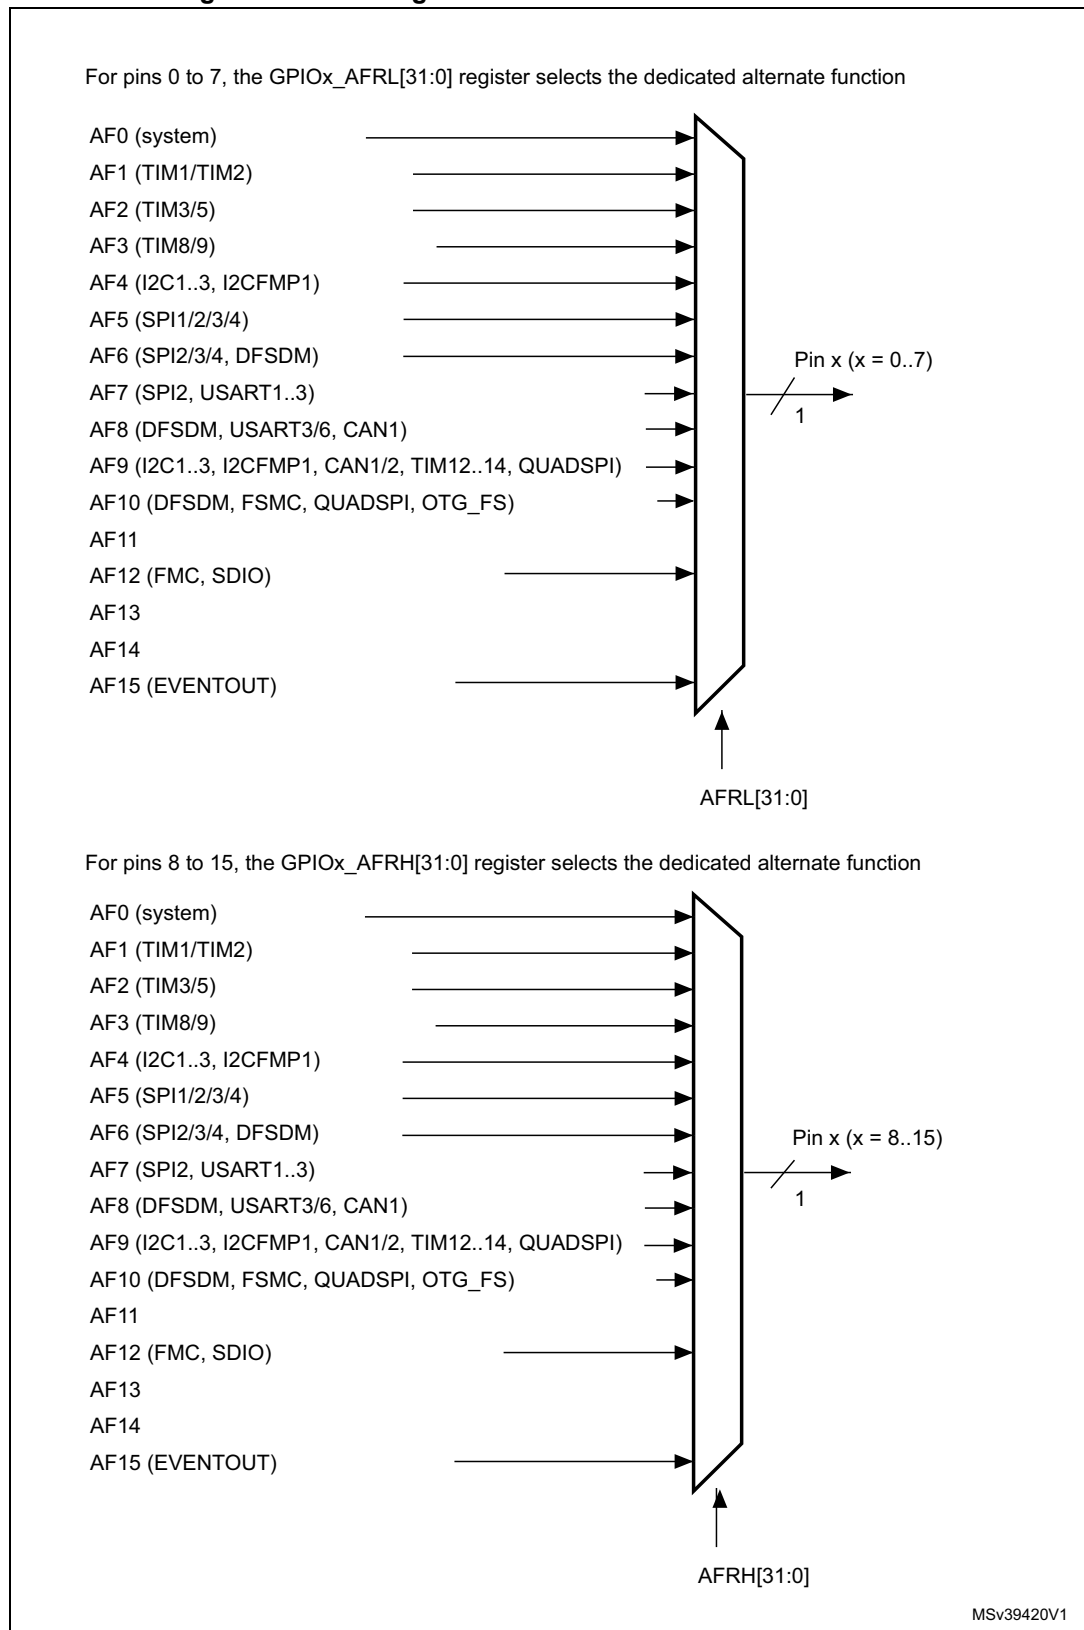 For pins 0 to 7, the GPIOx_AFRL[31:0] register selects the dedicated alternate function
AF0 (system)
AF1 (TIM1/TIM2)
AF2 (TIM3/5)
AF3 (TIM8/9)
AF4 (I2C1..3, I2CFMP1)
AF5 (SPI1/2/3/4)
AF6 (SPI2/3/4, DFSDM)
Pin x (x = 0..7)
AF7 (SPI2, USART1..3)
1
AF8 (DFSDM, USART3/6, CAN1)
AF9 (I2C1..3, I2CFMP1, CAN1/2, TIM12..14, QUADSPI)
AF10 (DFSDM, FSMC, QUADSPI, OTG_FS)
AF11
AF12 (FMC, SDIO)
AF13
AF14
AF15 (EVENTOUT)
AFRL[31:0]
For pins 8 to 15, the GPIOx_AFRH[31:0] register selects the dedicated alternate function
AF0 (system)
AF1 (TIM1/TIM2)
AF2 (TIM3/5)
AF3 (TIM8/9)
AF4 (I2C1..3, I2CFMP1)
AF5 (SPI1/2/3/4)
AF6 (SPI2/3/4, DFSDM)
Pin x (x = 8..15)
AF7 (SPI2, USART1..3)
1
AF8 (DFSDM, USART3/6, CAN1)
AF9 (I2C1..3, I2CFMP1, CAN1/2, TIM12..14, QUADSPI)
AF10 (DFSDM, FSMC, QUADSPI, OTG_FS)
AF11
AF12 (FMC, SDIO)
AF13
AF14
AF15 (EVENTOUT)
AFRH[31:0]
MSv39420V1